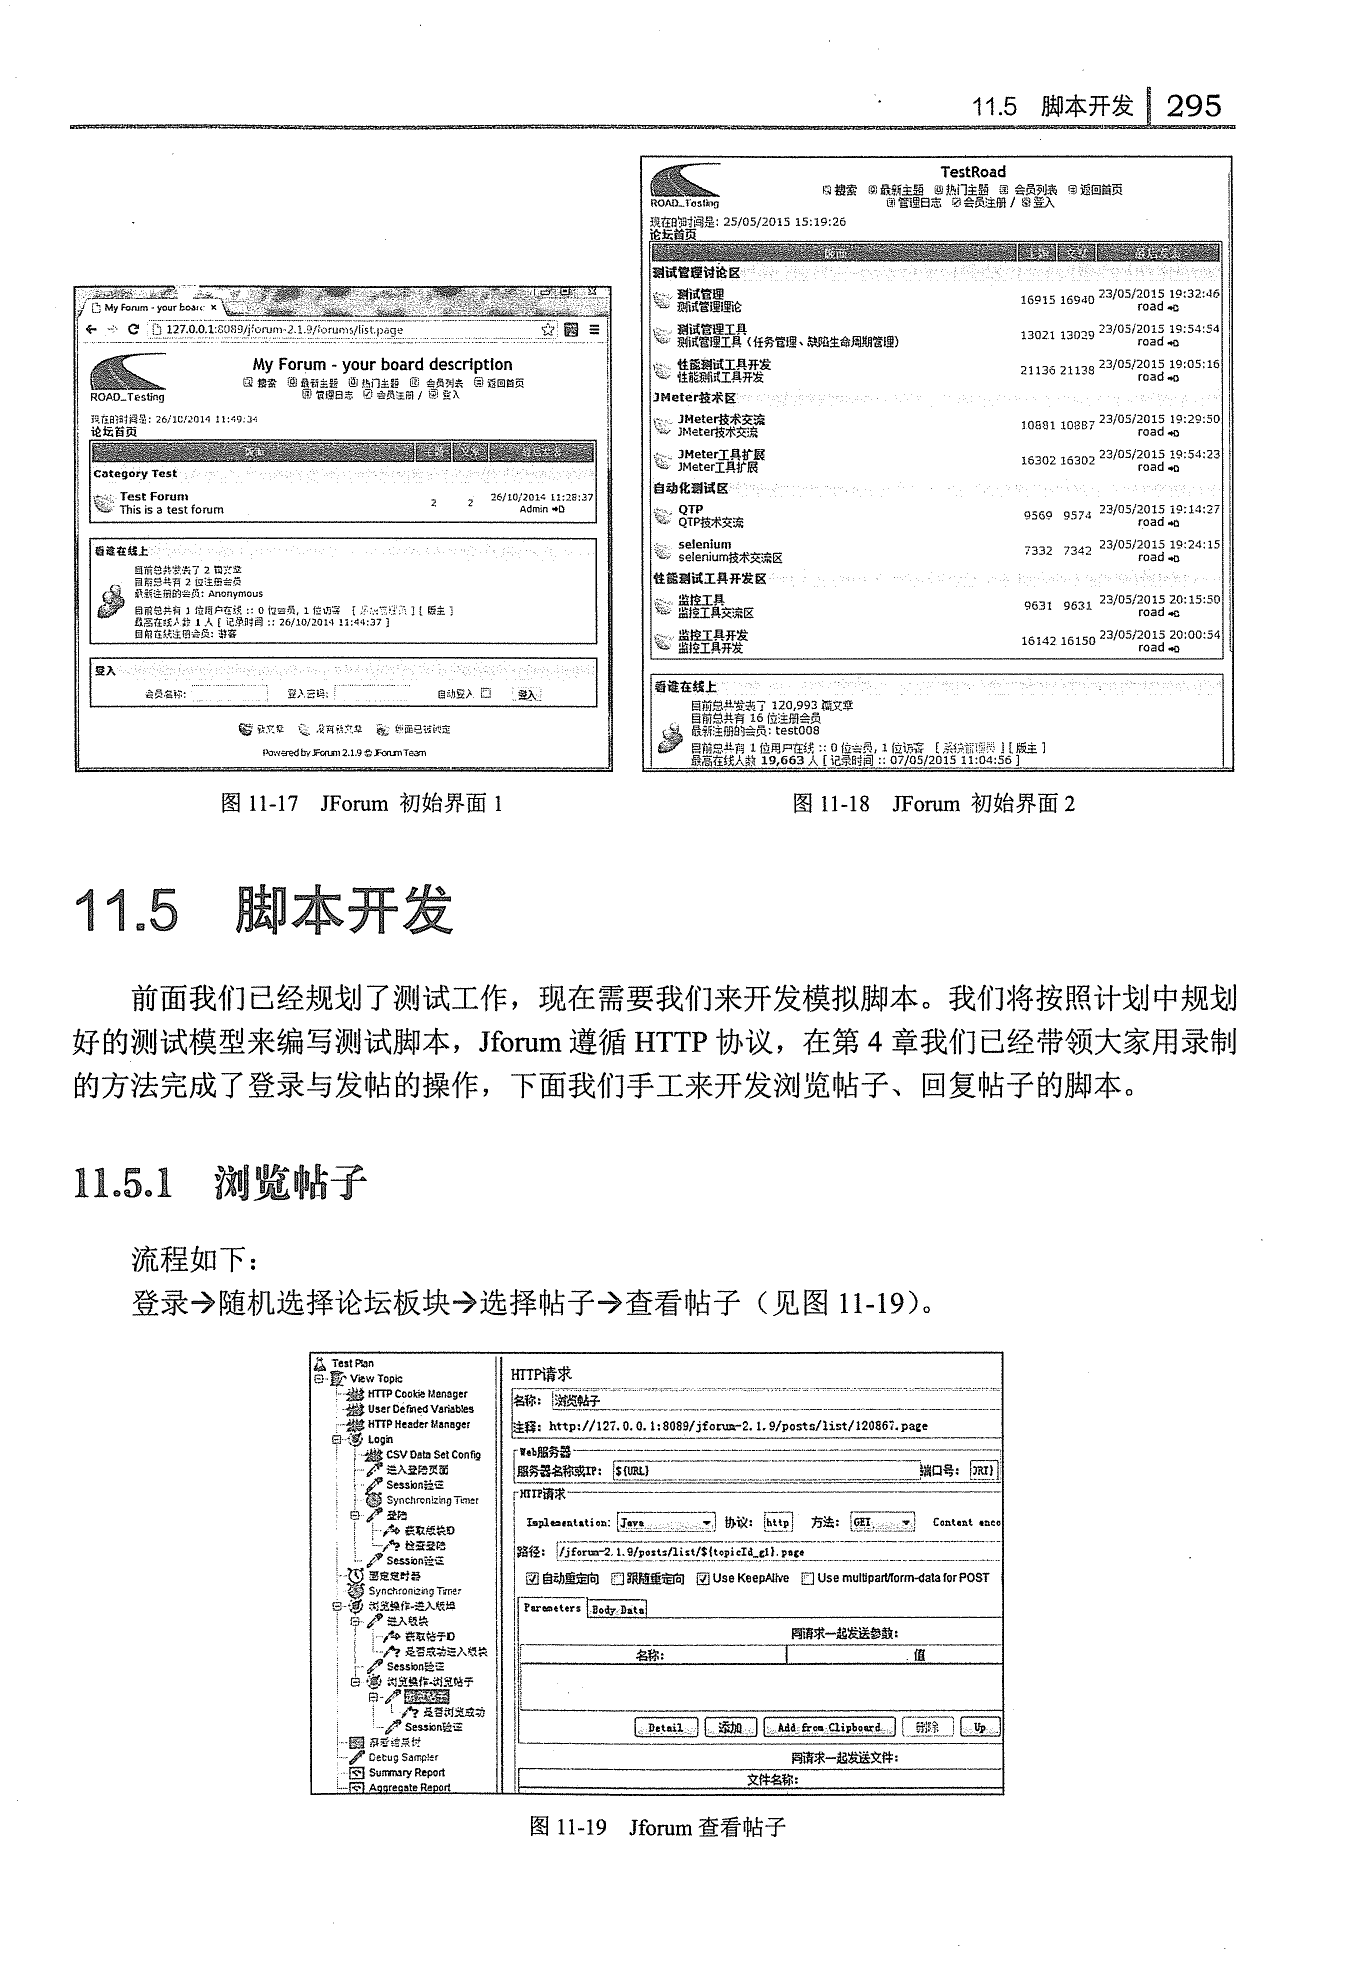 11.5 脚本开发 295
My Forum - your board
127.0.0.1:8089/jforum-2.1.9/forums/list.page
My Forum - your board description
搜索 最新主题 热门主题 会员列表 返回首页
管理日志 会员注册 / 登入
ROAD_Testing
现在的时间是: 26/10/2014 11:49:34
论坛首页
Category Test
Test Forum
This is a test forum
2 2 26/10/2014 11:28:37
Admin
看谁在线上
目前总共发表了 2 篇文章
目前总共有 2 位注册会员
最新注册的会员: Anonymous
目前总共有 1 位用户在线 :: 0 位会员, 1 位访客 [ 系统管理员 ] [ 版主 ]
最高在线人数 1 人 [ 记录时间 :: 26/10/2014 11:44:37 ]
目前在线注册会员: 游客
登入
会员名称: 登入密码: 自动登入 登入
新文章 没有新文章 版面已被锁定
Powered by JForum 2.1.9 © JForum Team
图 11-17 JForum 初始界面 1
TestRoad
搜索 最新主题 热门主题 会员列表 返回首页
管理日志 会员注册 / 登入
ROAD_Testing
现在的时间是: 25/05/2015 15:19:26
论坛首页
测试管理讨论区
测试管理
测试管理理论
16915 16940 23/05/2015 19:32:46
road
测试管理工具
测试管理工具（任务管理、缺陷生命周期管理）
13021 13029 23/05/2015 19:54:54
road
性能测试工具开发
性能测试工具开发
21136 21138 23/05/2015 19:05:16
road
JMeter技术区
JMeter技术交流
JMeter技术交流
10881 10887 23/05/2015 19:29:50
road
JMeter工具扩展
JMeter工具扩展
16302 16302 23/05/2015 19:54:23
road
自动化测试区
QTP
QTP技术交流
9569 9574 23/05/2015 19:14:27
road
selenium
selenium技术交流区
7332 7342 23/05/2015 19:24:15
road
性能测试工具开发区
监控工具
监控工具交流区
9631 9631 23/05/2015 20:15:50
road
监控工具开发
监控工具开发
16142 16150 23/05/2015 20:00:54
road
看谁在线上
目前总共发表了 120,993 篇文章
目前总共有 16 位注册会员
最新注册的会员: test008
目前总共有 1 位用户在线 :: 0 位会员, 1 位访客 [ 系统管理员 ] [ 版主 ]
最高在线人数 19,663 人 [ 记录时间 :: 07/05/2015 11:04:56 ]
图 11-18 JForum 初始界面 2
11.5 脚本开发
前面我们已经规划了测试工作，现在需要我们来开发模拟脚本。我们将按照计划中规划
好的测试模型来编写测试脚本，Jforum 遵循 HTTP 协议，在第 4 章我们已经带领大家用录制
的方法完成了登录与发帖的操作，下面我们手工来开发浏览帖子、回复帖子的脚本。
11.5.1 浏览帖子
流程如下：
登录→随机选择论坛板块→选择帖子→查看帖子（见图 11-19）。
Test Plan
View Topic
HTTP Cookie Manager
User Defined Variables
HTTP Header Manager
Login
CSV Data Set Config
进入登陆页面
Session验证
Synchronizing Timer
登陆
获取板块ID
检查登陆
Session验证
固定定时器
Synchronizing Timer
浏览操作-进入板块
进入板块
获取帖子ID
是否成功进入板块
Session验证
浏览操作-浏览帖子
浏览帖子
是否浏览成功
Session验证
察看结果树
Debug Sampler
Summary Report
Aggregate Report
HTTP请求
名称: 浏览帖子
注释: http://127.0.0.1:8089/jforum-2.1.9/posts/list/120867.page
Web服务器
服务器名称或IP: ${URL} 端口号: ORT}
HTTP请求
Implementation: Java 协议: http 方法: GET Content enco
路径: /jforum-2.1.9/posts/list/${topicId_g1}.page
自动重定向 跟随重定向 Use KeepAlive Use multipart/form-data for POST
Parameters Body Data
同请求一起发送参数:
名称: 值
Detail 添加 Add from Clipboard 删除 Up
同请求一起发送文件:
文件名称:
图 11-19 Jforum 查看帖子